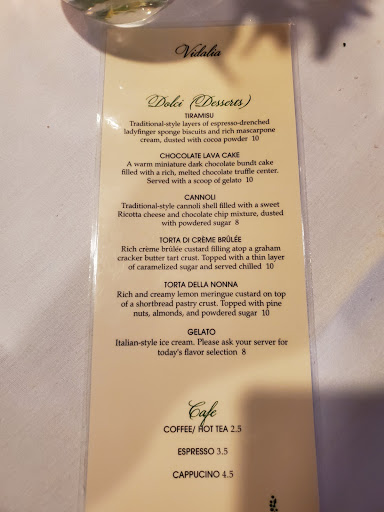 Vidalia
Dolci (Desserts)
TIRAMISU
Traditional-style layers of espresso-drenched
ladyfinger sponge biscuits and rich mascarpone
cream, dusted with cocoa powder 10
CHOCOLATE LAVA CAKE
A warm miniature dark chocolate bundt cake
filled with a rich, melted chocolate truffle center.
Served with a scoop of gelato 10
CANNOLI
Traditional-style cannoli shell filled with a sweet
Ricotta cheese and chocolate chip mixture, dusted
with powdered sugar 8
TORTA DI CRÈME BRÛLÉE
Rich crème brûlée custard filling atop a graham
cracker butter tart crust. Topped with a thin layer
of caramelized sugar and served chilled 10
TORTA DELLA NONNA
Rich and creamy lemon meringue custard on top
of a shortbread pastry crust. Topped with pine
nuts, almonds, and powdered sugar 10
GELATO
Italian-style ice cream. Please ask your server for
today's flavor selection 8
Cafe
COFFEE/ HOT TEA 2.5
ESPRESSO 3.5
CAPPUCINO 4.5